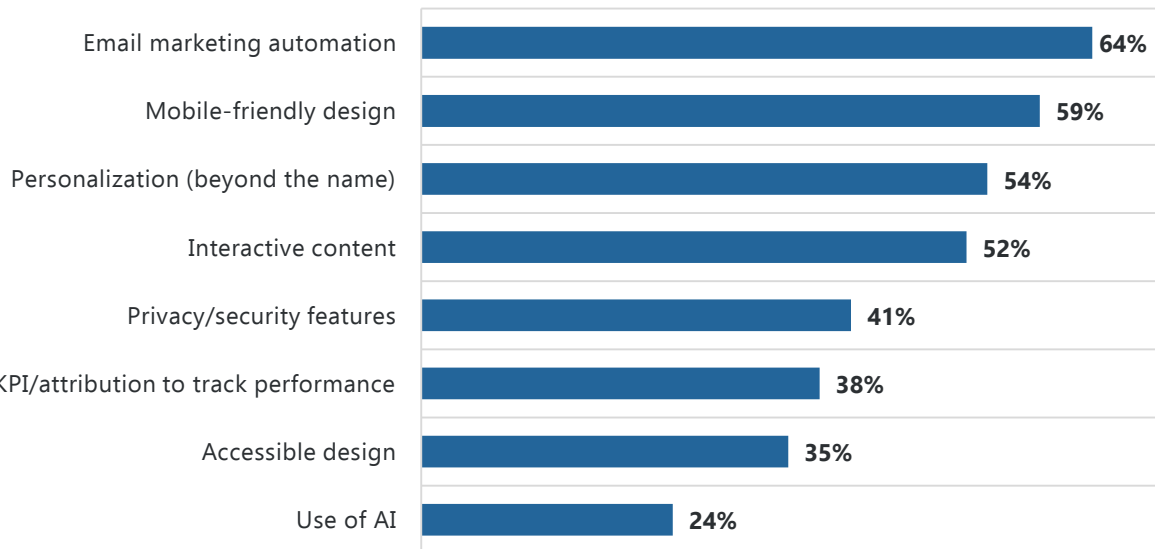 Email marketing automation 64%
Mobile-friendly design 59%
Personalization (beyond the name) 54%
Interactive content 52%
Privacy/security features 41%
KPI/attribution to track performance 38%
Accessible design 35%
Use of AI 24%